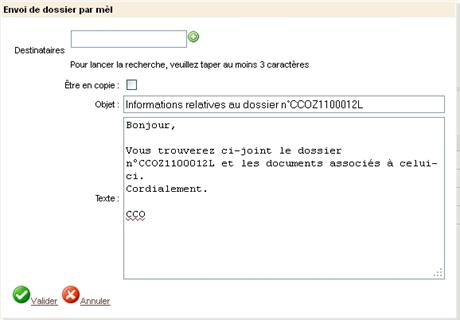 Envoi de dossier par mèl
Destinataires
Pour lancer la recherche, veuillez taper au moins 3 caractères
Être en copie :
Objet : Informations relatives au dossier n°CCOZ1100012L
Bonjour,
Vous trouverez ci-joint le dossier
n°CCOZ1100012L et les documents associés à celui-
ci.
Cordialement.
Texte :
CCO
Valider Annuler